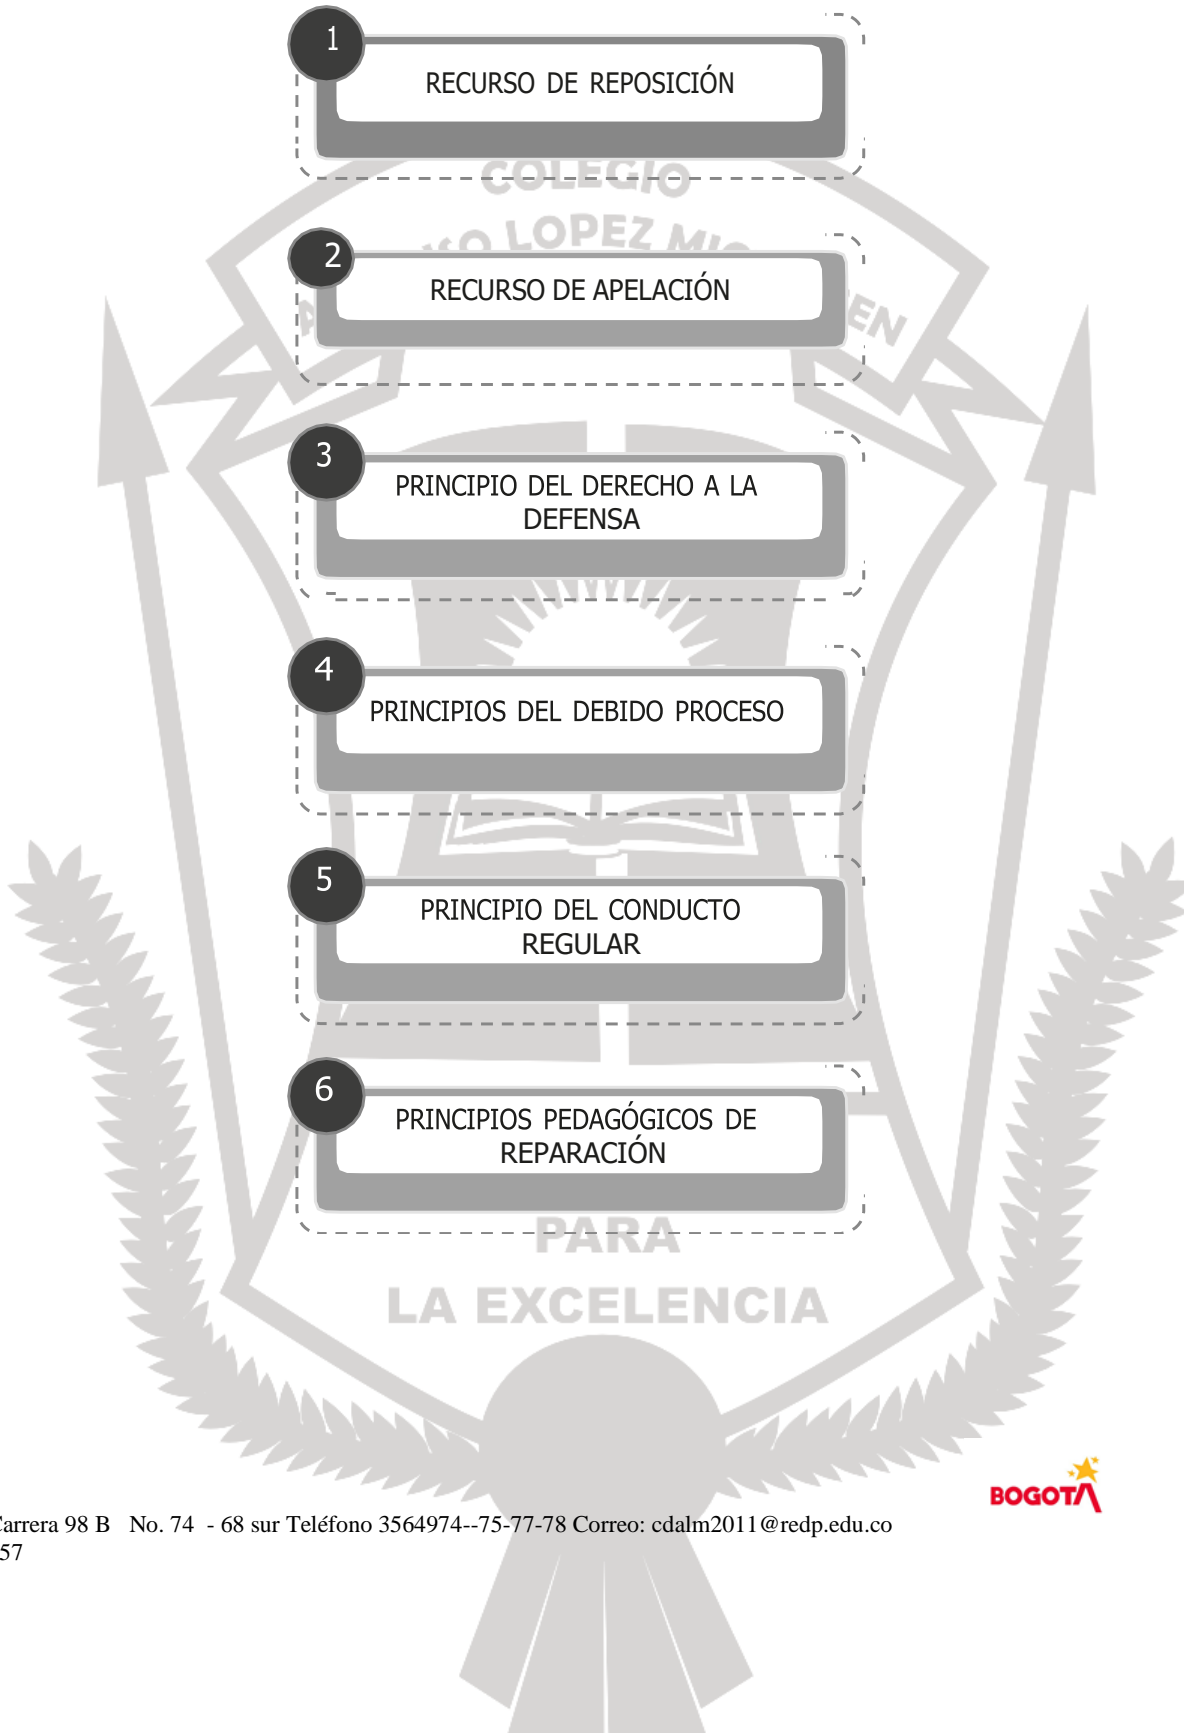 1
RECURSO DE REPOSICIÓN
COLEGIO
LOPEZ
2
RECURSO DE APELACIÓN
3
PRINCIPIO DEL DERECHO A LA
DEFENSA
4
PRINCIPIOS DEL DEBIDO PROCESO
5
PRINCIPIO DEL CONDUCTO
REGULAR
6
PRINCIPIOS PEDAGÓGICOS DE
REPARACIÓN
PARA
LA EXCELENCIA
BOGOTA
98 B No. 74 - 68 sur Teléfono 3564974--75-77-78 Correo: cdalm2011@redp.edu.co
57